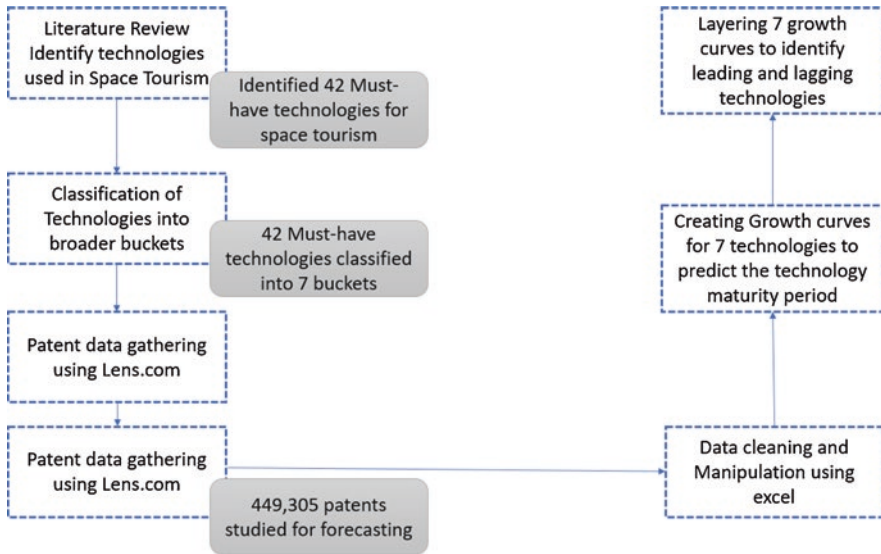 Literature Review
Identify technologies
used in Space Tourism
Identified 42 Must-
have technologies for
space tourism
Classification of
Technologies into
broader buckets
42 Must-have
technologies classified
into 7 buckets
Patent data gathering
using Lens.com
Patent data gathering
using Lens.com
449,305 patents
studied for forecasting
Data cleaning and
Manipulation using
excel
Creating Growth curves
for 7 technologies to
predict the technology
maturity period
Layering 7 growth
curves to identify
leading and lagging
technologies